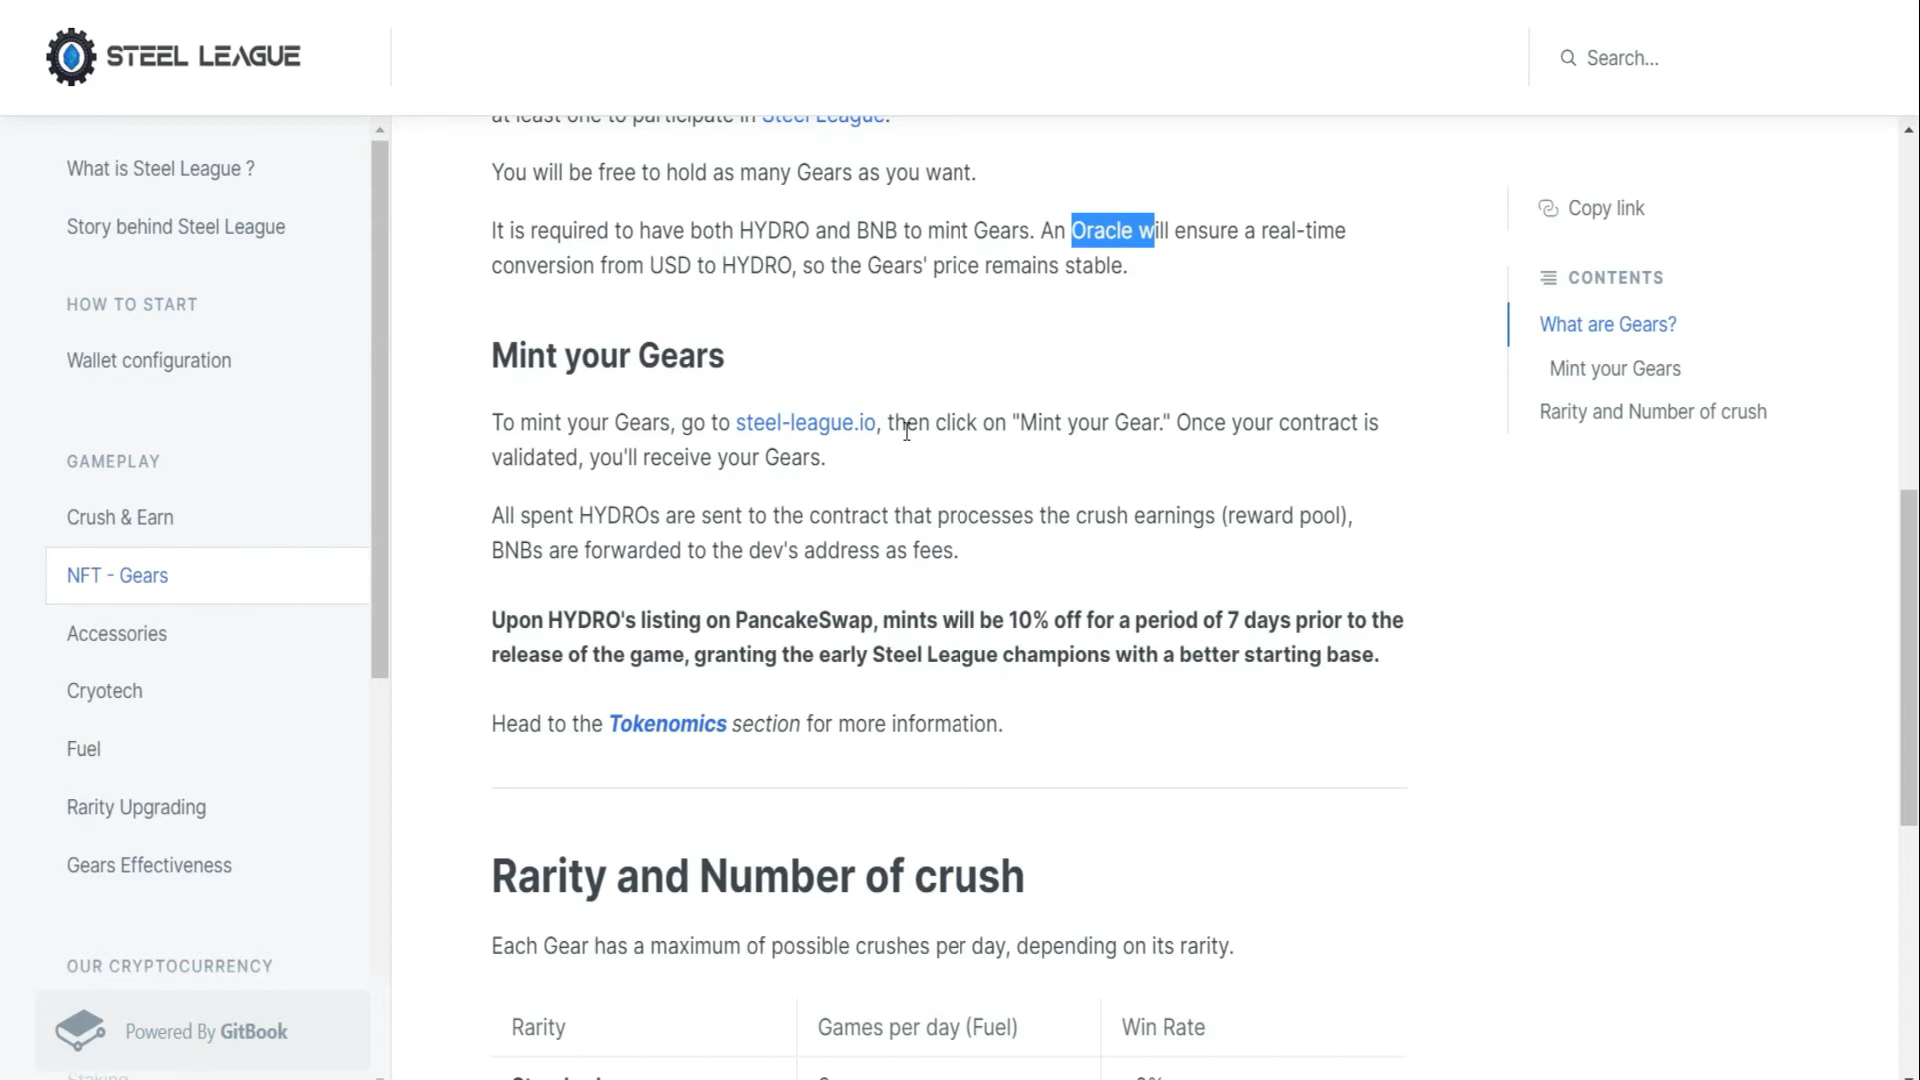 STEEL LEAGUE
Search...
What is Steel League ?
Story behind Steel League
HOW TO START
Wallet configuration
GAMEPLAY
Crush & Earn
NFT - Gears
Accessories
Cryotech
Fuel
Rarity Upgrading
Gears Effectiveness
OUR CRYPTOCURRENCY
Powered By GitBook
Staking
at least one to participate in Steel League.
You will be free to hold as many Gears as you want.
It is required to have both HYDRO and BNB to mint Gears. An Oracle will ensure a real-time
conversion from USD to HYDRO, so the Gears' price remains stable.
Mint your Gears
To mint your Gears, go to steel-league.io, then click on "Mint your Gear." Once your contract is
validated, you'll receive your Gears.
All spent HYDROs are sent to the contract that processes the crush earnings (reward pool),
BNBs are forwarded to the dev's address as fees.
Upon HYDRO's listing on PancakeSwap, mints will be 10% off for a period of 7 days prior to the
release of the game, granting the early Steel League champions with a better starting base.
Head to the Tokenomics section for more information.
Rarity and Number of crush
Each Gear has a maximum of possible crushes per day, depending on its rarity.
Rarity
Games per day (Fuel)
Win Rate
Copy link
CONTENTS
What are Gears?
Mint your Gears
Rarity and Number of crush